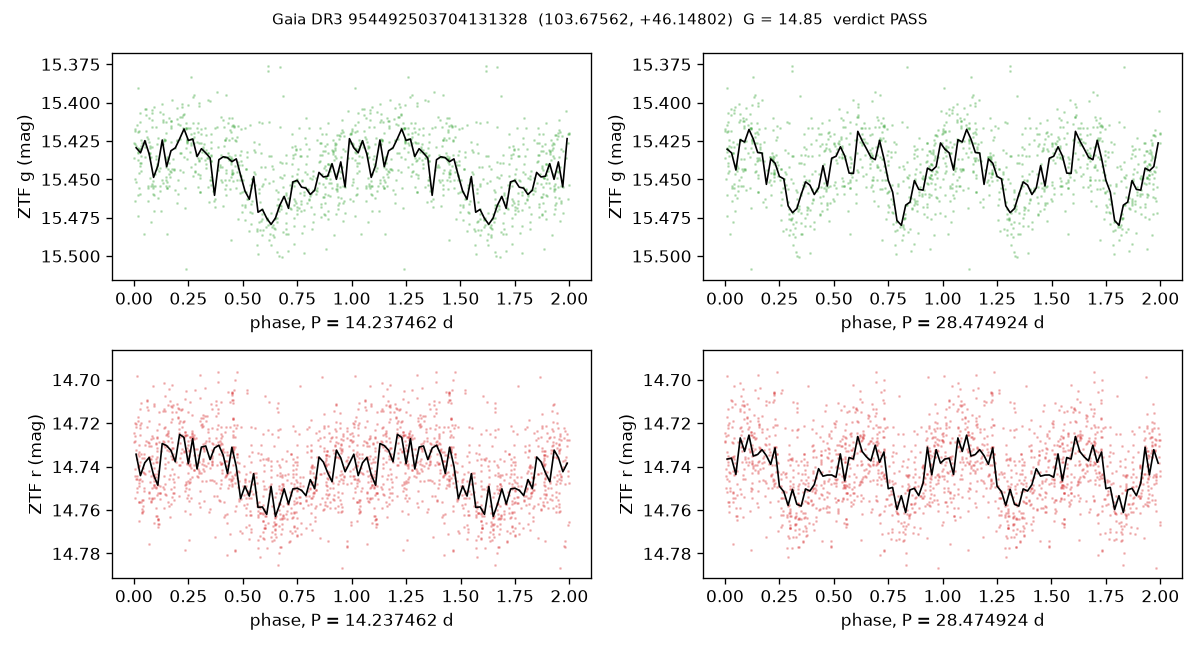 Gaia DR3 954492503704131328 (103.67562, +46.14802) G = 14.85 verdict PASS
ZTF g (mag)
15.375
15.400
15.425
15.450
15.475
15.500
0.00 0.25 0.50 0.75 1.00 1.25 1.50 1.75 2.00
phase, P = 14.237462 d
ZTF g (mag)
15.375
15.400
15.425
15.450
15.475
15.500
0.00 0.25 0.50 0.75 1.00 1.25 1.50 1.75 2.00
phase, P = 28.474924 d
ZTF r (mag)
14.70
14.72
14.74
14.76
14.78
0.00 0.25 0.50 0.75 1.00 1.25 1.50 1.75 2.00
phase, P = 14.237462 d
ZTF r (mag)
14.70
14.72
14.74
14.76
14.78
0.00 0.25 0.50 0.75 1.00 1.25 1.50 1.75 2.00
phase, P = 28.474924 d